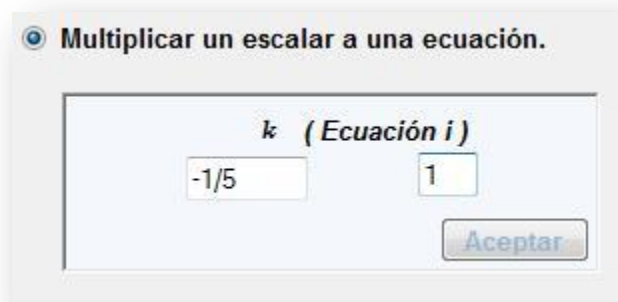 Multiplicar un escalar a una ecuación.
k ( Ecuación i )
-1/5 1
Aceptar